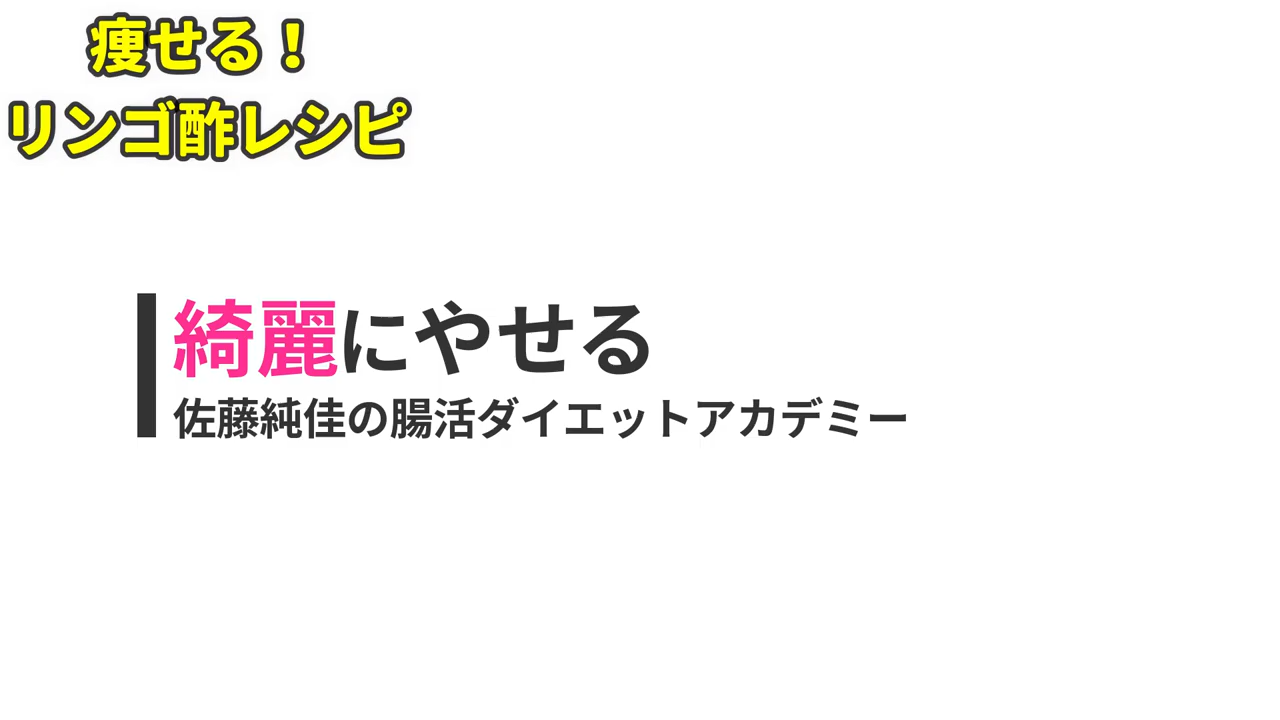 痩せる！
リンゴ酢レシピ
綺麗にやせる
佐藤純佳の腸活ダイエットアカデミー